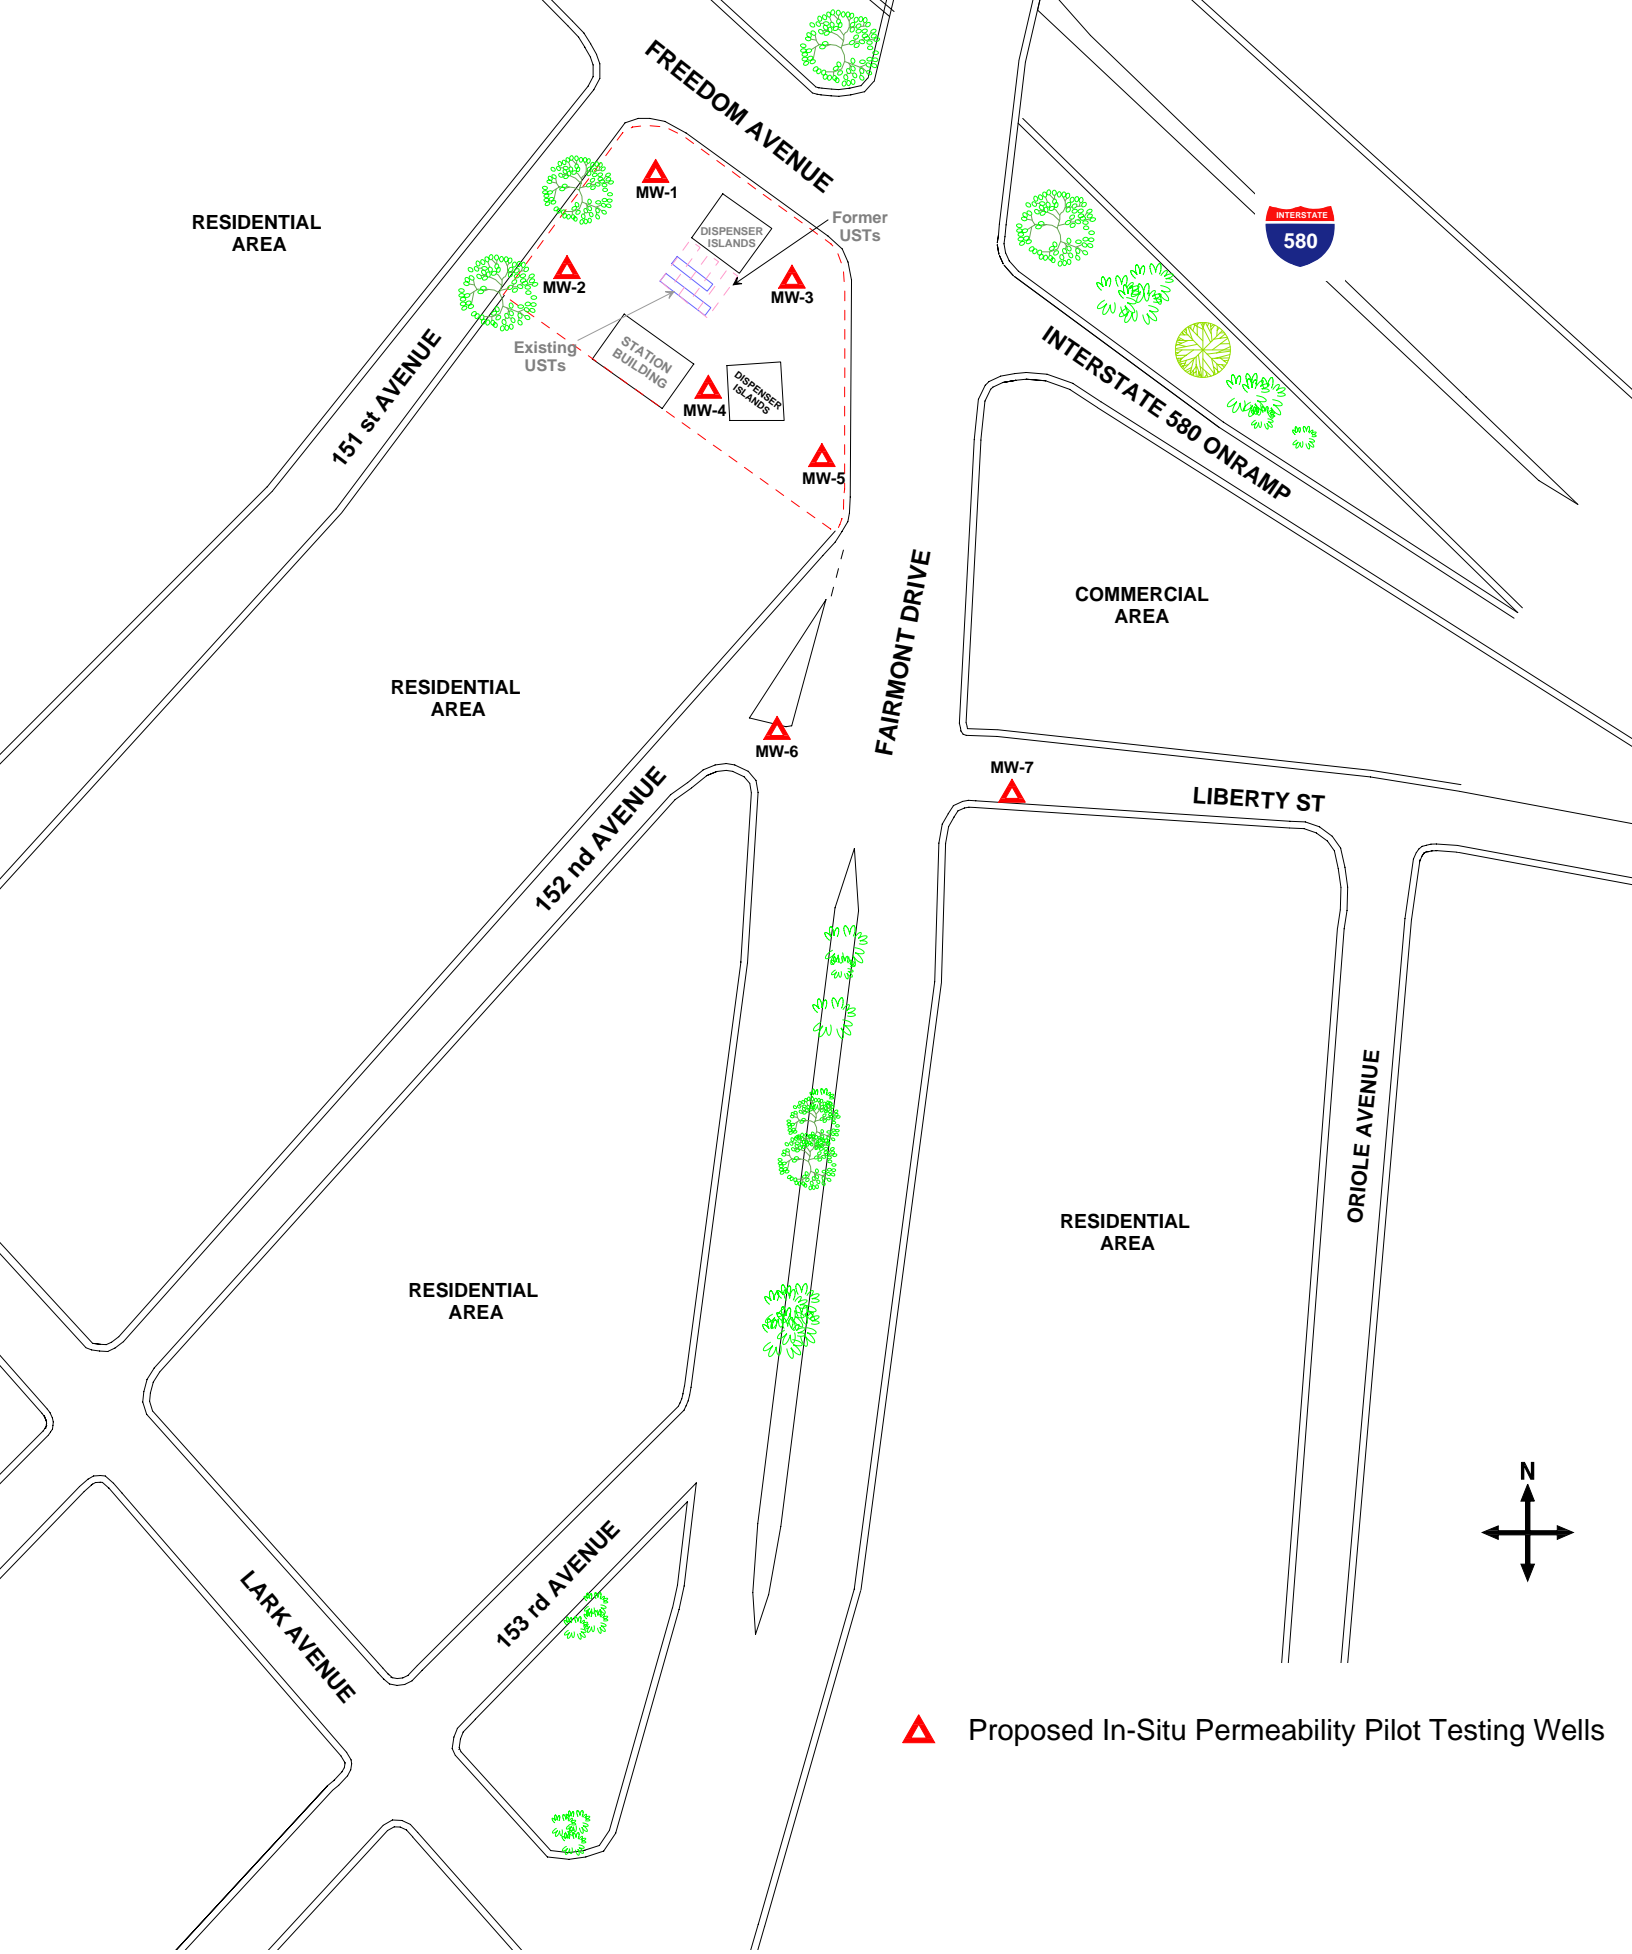 FREEDOM AVENUE
MW-1
RESIDENTIAL
AREA
DISPENSER
ISLANDS
Former
USTs
INTERSTATE
580
MW-2
MW-3
Existing
USTs
STATION
BUILDING
151 st AVENUE
MW-4
DISPENSER
ISLANDS
INTERSTATE 580 ONRAMP
MW-5
COMMERCIAL
AREA
FAIRMONT DRIVE
RESIDENTIAL
AREA
MW-6
MW-7
LIBERTY ST
152 nd AVENUE
ORIOLE AVENUE
RESIDENTIAL
AREA
RESIDENTIAL
AREA
N
153 rd AVENUE
LARK AVENUE
Proposed In-Situ Permeability Pilot Testing Wells